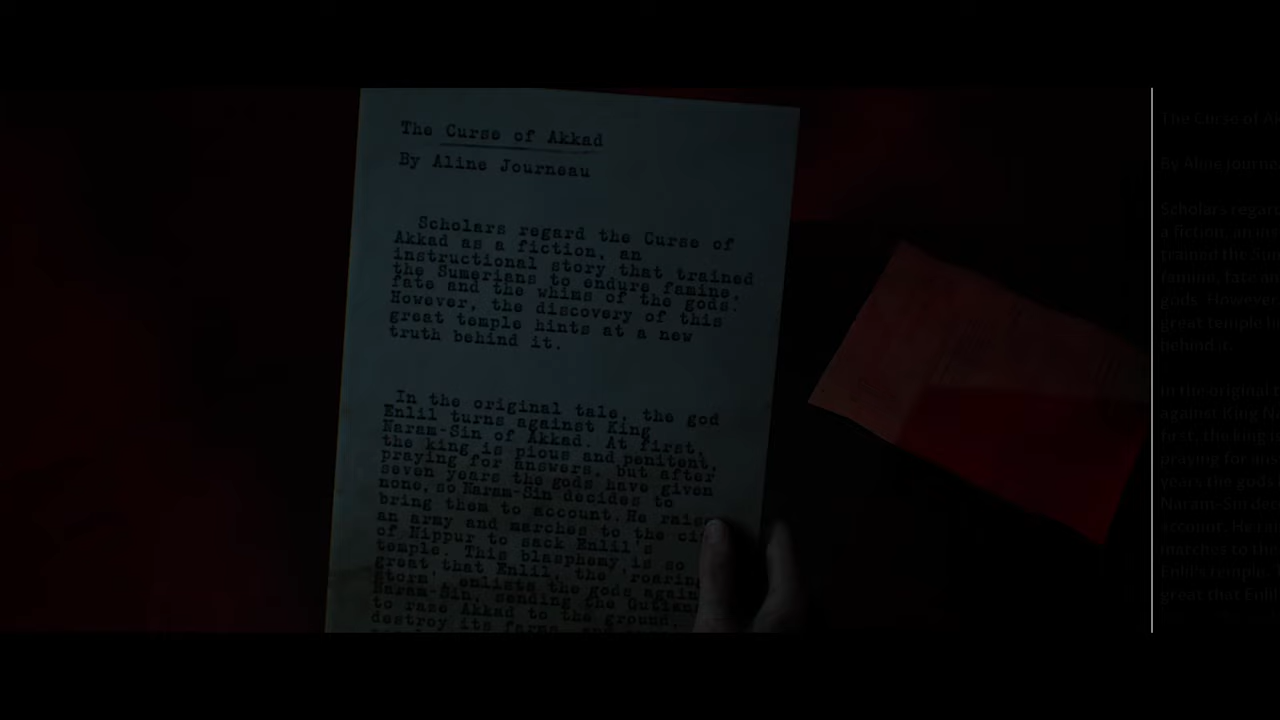 The Curse of Akkad
By Aline Journeau
Scholars regard the Curse of
Akkad as a fiction, an
instructional story that trained
the Sumerians to endure famine,
fate and the whims of the gods.
However, the discovery of this
great temple hints at a new
truth behind it.
In the original tale, the god
Enlil turns against King
Naram-Sin of Akkad. At first,
the king is pious and penitent,
praying for answers, but after
seven years the gods have given
none, so Naram-Sin decides to
bring them to account. He raises
an army and marches to the
of Nippur to sack Enlil's
temple. This blasphemy is so
great that Enlil, the 'roaring
Storm', enlists the gods
Naram-Sin, sending the
to rase Akkad to the ground,
destroy its farms,
The Curse of
By Aline Journe
Scholars regar
a fiction, an ins
trained the Sum
famine, fate an
gods. However
great temple h
behind it.
In the original
against King N
first, the king i
praying for ans
years the gods
Naram-Sin dec
account. He ra
marches to the
Enlil's temple.
great that Enlil